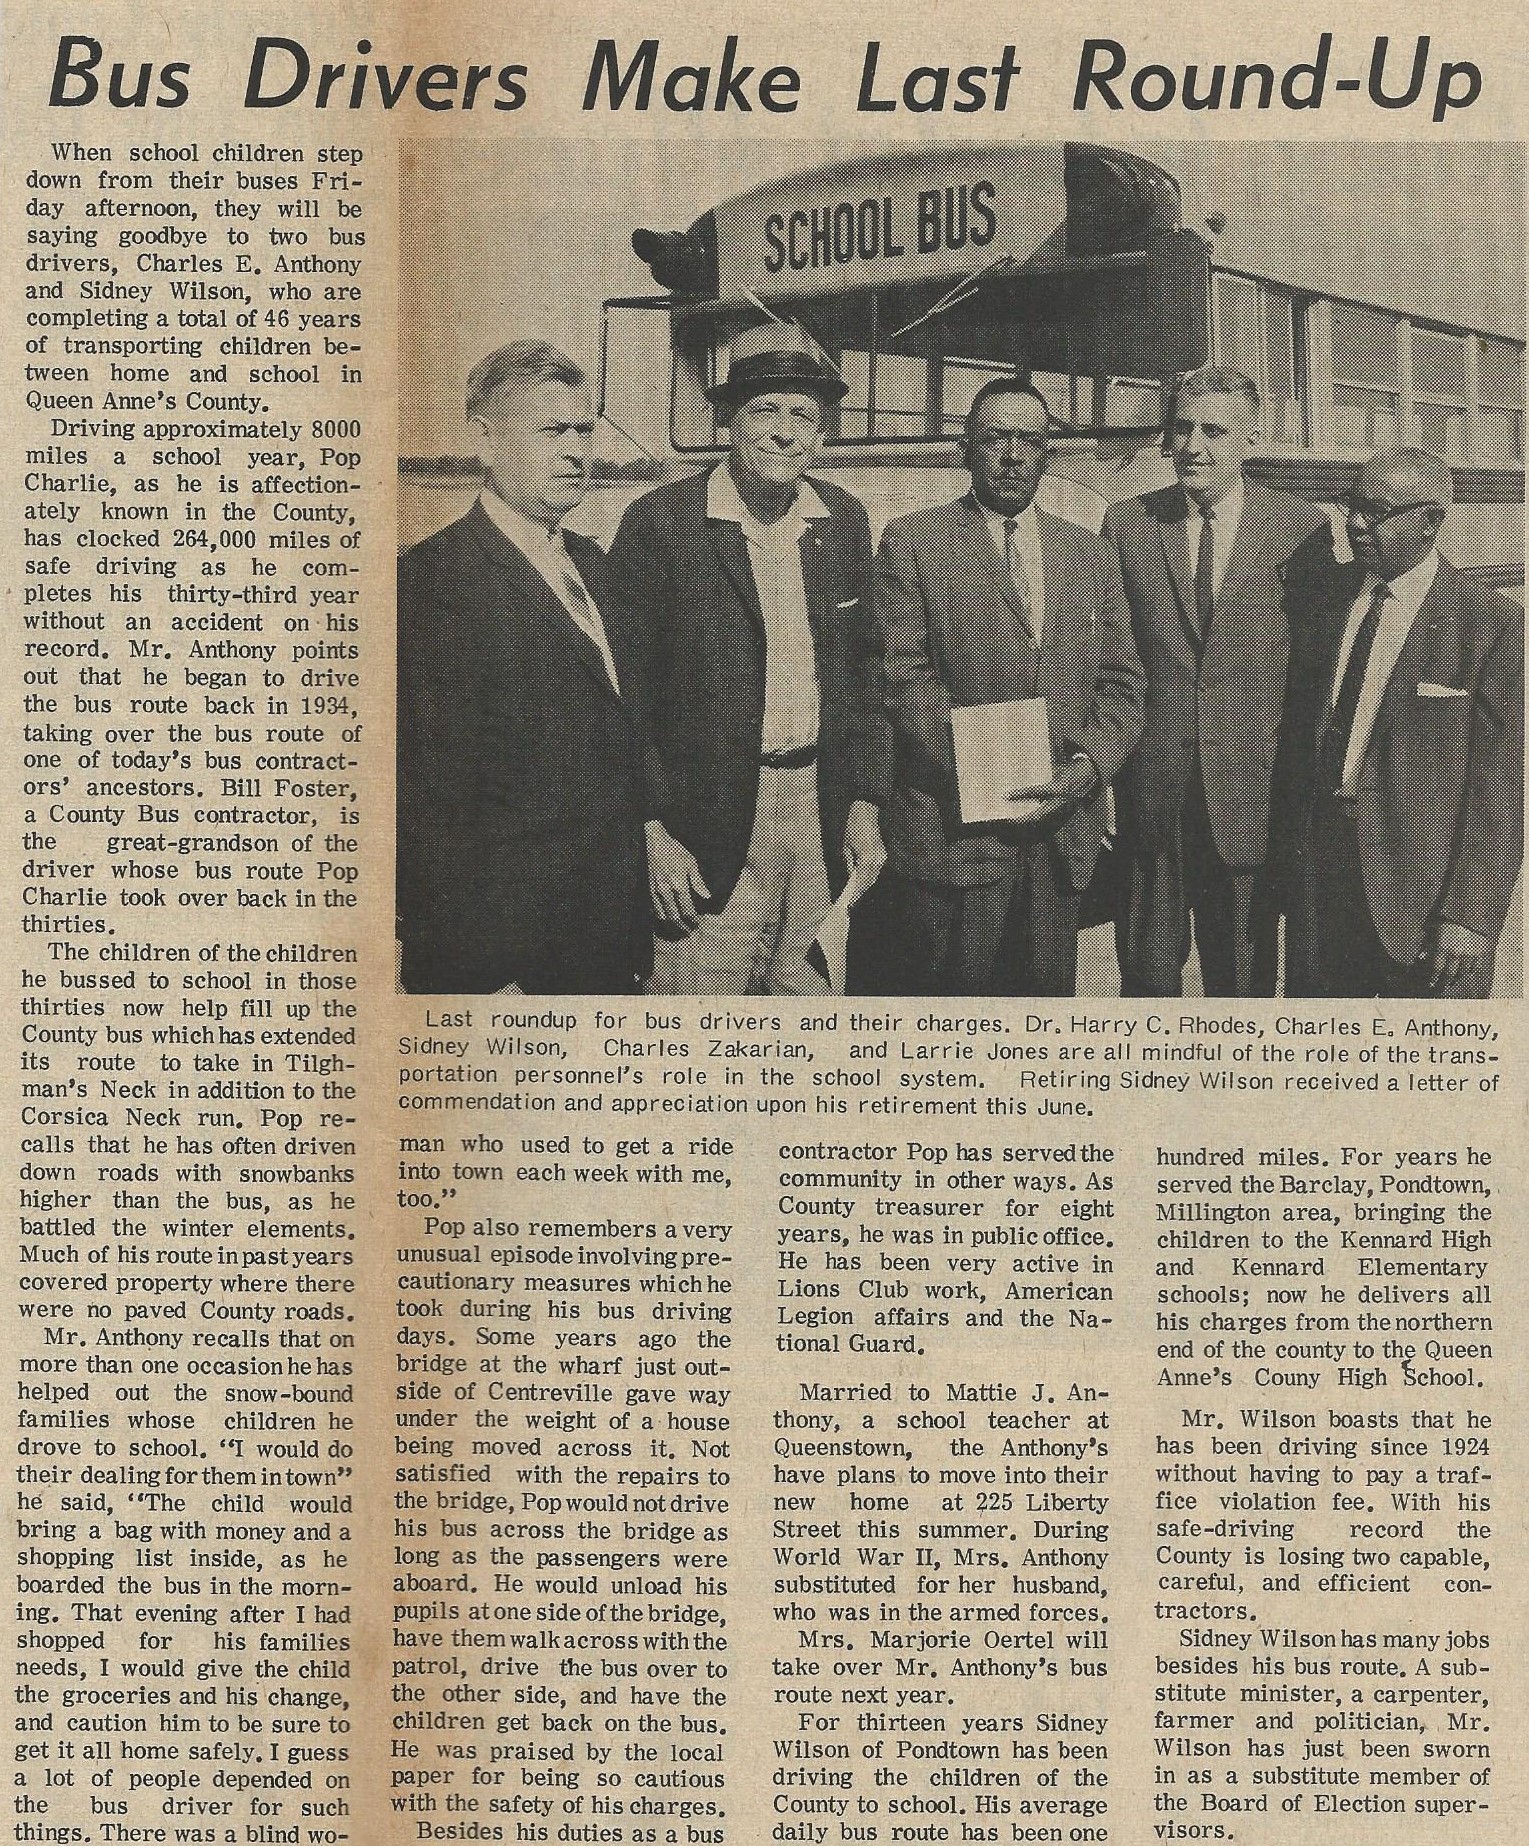 Bus Drivers Make Last Round-Up
When school children step
down from their buses Fri-
day afternoon, they will be
saying goodbye to two bus
drivers, Charles E. Anthony
and Sidney Wilson, who are
completing a total of 46 years
of transporting children be-
tween home and school in
Queen Anne's County.
Driving approximately 8000
miles a school year, Pop
Charlie, as he is affection-
ately known in the County,
has clocked 264,000 miles of
safe driving as he com-
pletes his thirty-third year
without an accident on his
record. Mr. Anthony points
out that he began to drive
the bus route back in 1934,
taking over the bus route of
one of today's bus contract-
ors' ancestors. Bill Foster,
a County Bus contractor, is
the great-grandson of the
driver whose bus route Pop
Charlie took over back in the
thirties.
The children of the children
he bussed to school in those
thirties now help fill up the
County bus which has extended
its route to take in Tilgh-
man's Neck in addition to the
Corsica Neck run. Pop re-
calls that he has often driven
down roads with snowbanks
higher than the bus, as he
battled the winter elements.
Much of his route in past years
covered property where there
were no paved County roads.
Mr. Anthony recalls that on
more than one occasion he has
helped out the snow-bound
families whose children he
drove to school. "I would do
their dealing for them in town"
he said, "The child would
bring a bag with money and a
shopping list inside, as he
boarded the bus in the morn-
ing. That evening after I had
shopped for his families
needs, I would give the child
the groceries and his change,
and caution him to be sure to
get it all home safely. I guess
a lot of people depended on
the bus driver for such
things. There was a blind wo-
SCHOOL BUS
Last roundup for bus drivers and their charges. Dr. Harry C. Rhodes, Charles E. Anthony,
Sidney Wilson, Charles Zakarian, and Larrie Jones are all mindful of the role of the trans-
portation personnel's role in the school system. Retiring Sidney Wilson received a letter of
commendation and appreciation upon his retirement this June.
man who used to get a ride
into town each week with me,
too."
Pop also remembers a very
unusual episode involving pre-
cautionary measures which he
took during his bus driving
days. Some years ago the
bridge at the wharf just out-
side of Centreville gave way
under the weight of a house
being moved across it. Not
satisfied with the repairs to
the bridge, Pop would not drive
his bus across the bridge as
long as the passengers were
aboard. He would unload his
pupils at one side of the bridge,
have them walk across with the
patrol, drive the bus over to
the other side, and have the
children get back on the bus.
He was praised by the local
paper for being so cautious
with the safety of his charges.
Besides his duties as a bus
contractor Pop has served the
community in other ways. As
County treasurer for eight
years, he was in public office.
He has been very active in
Lions Club work, American
Legion affairs and the Na-
tional Guard.
Married to Mattie J. An-
thony, a school teacher at
Queenstown, the Anthony's
have plans to move into their
new home at 225 Liberty
Street this summer. During
World War II, Mrs. Anthony
substituted for her husband,
who was in the armed forces.
Mrs. Marjorie Oertel will
take over Mr. Anthony's bus
route next year.
For thirteen years Sidney
Wilson of Pondtown has been
driving the children of the
County to school. His average
daily bus route has been one
hundred miles. For years he
served the Barclay, Pondtown,
Millington area, bringing the
children to the Kennard High
and Kennard Elementary
schools; now he delivers all
his charges from the northern
end of the county to the Queen
Anne's Couny High School.
Mr. Wilson boasts that he
has been driving since 1924
without having to pay a traf-
fice violation fee. With his
safe-driving record the
County is losing two capable,
careful, and efficient con-
tractors.
Sidney Wilson has many jobs
besides his bus route. A sub-
stitute minister, a carpenter,
farmer and politician, Mr.
Wilson has just been sworn
in as a substitute member of
the Board of Election super-
visors.